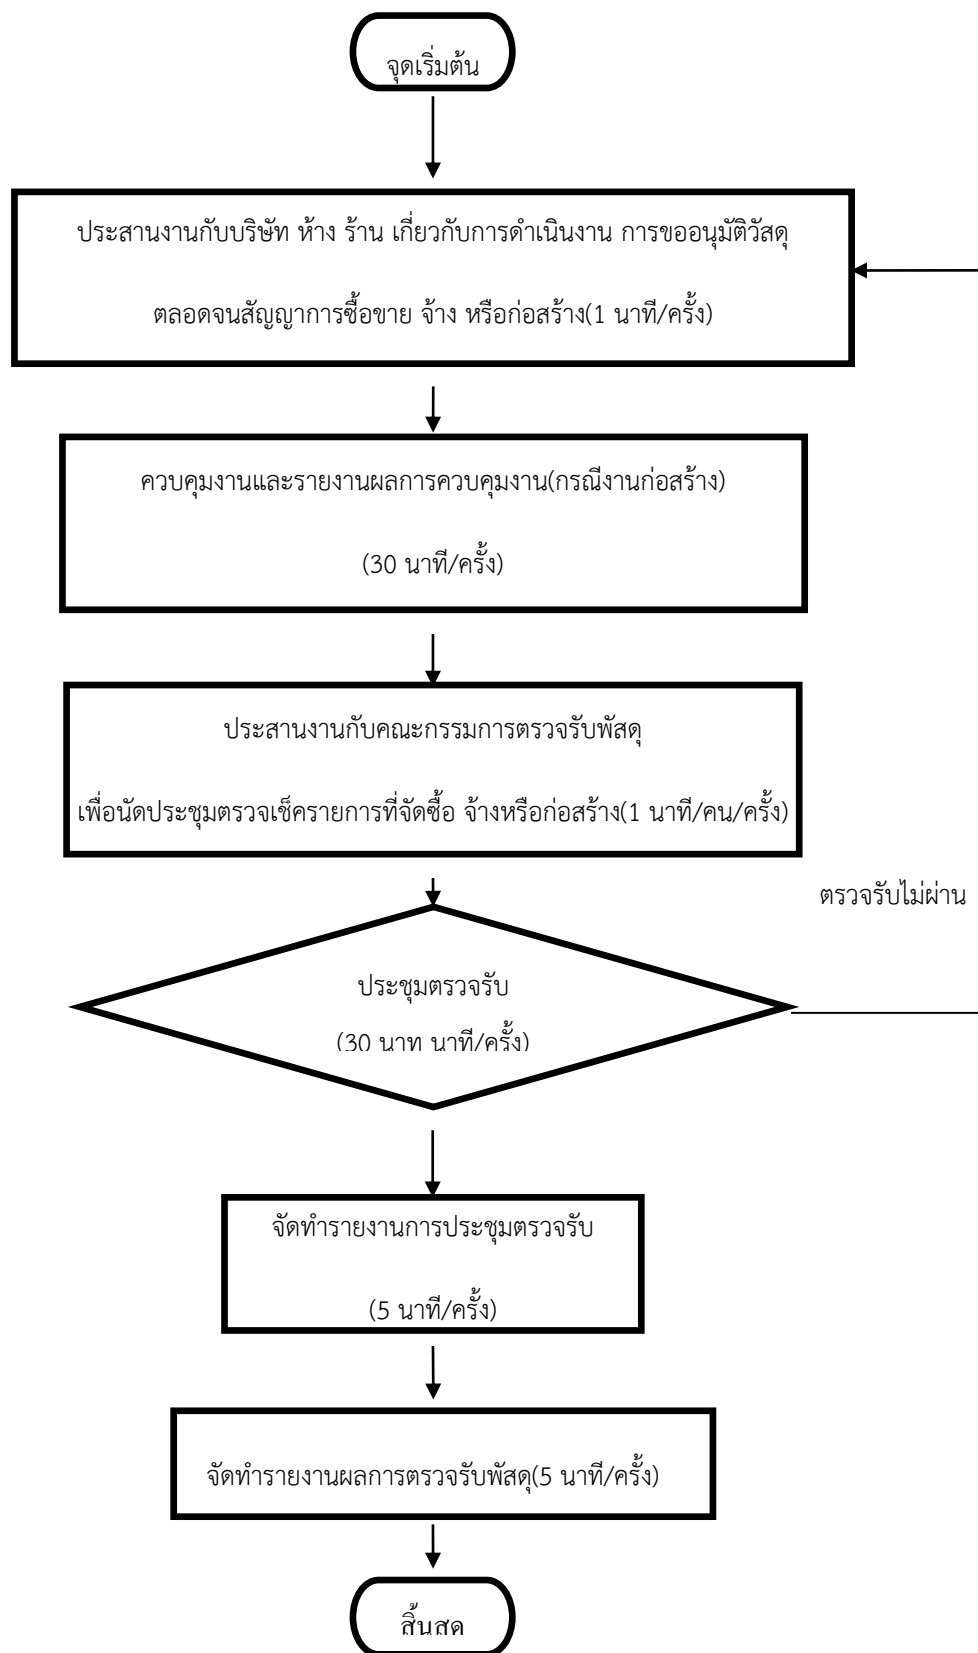 จุดเริ่มต้น
ประสานงานกับบริษัท ห้าง ร้าน เกี่ยวกับการดำเนินงาน การขออนุมัติวัสดุ
ตลอดจนสัญญาการซื้อขาย จ้าง หรือก่อสร้าง(1 นาที/ครั้ง)
ควบคุมงานและรายงานผลการควบคุมงาน(กรณีงานก่อสร้าง)
(30 นาที/ครั้ง)
ประสานงานกับคณะกรรมการตรวจรับพัสดุ
เพื่อนัดประชุมตรวจเช็ครายการที่จัดซื้อ จ้างหรือก่อสร้าง(1 นาที/คน/ครั้ง)
ตรวจรับไม่ผ่าน
ประชุมตรวจรับ
(30 นาท นาที/ครั้ง)
จัดทำรายงานการประชุมตรวจรับ
(5 นาที/ครั้ง)
จัดทำรายงานผลการตรวจรับพัสดุ(5 นาที/ครั้ง)
สิ้นสุด